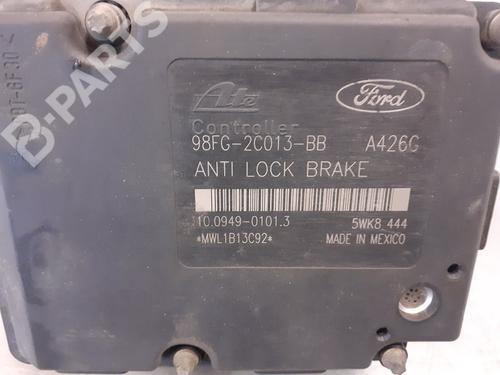 Ate
Ford
Controller
98FG-2C013-BB A426G
ANTI LOCK BRAKE
10.0949-0101.3 5WK8 444
*MWL1B13C92* MADE IN MEXICO
B-PARTS